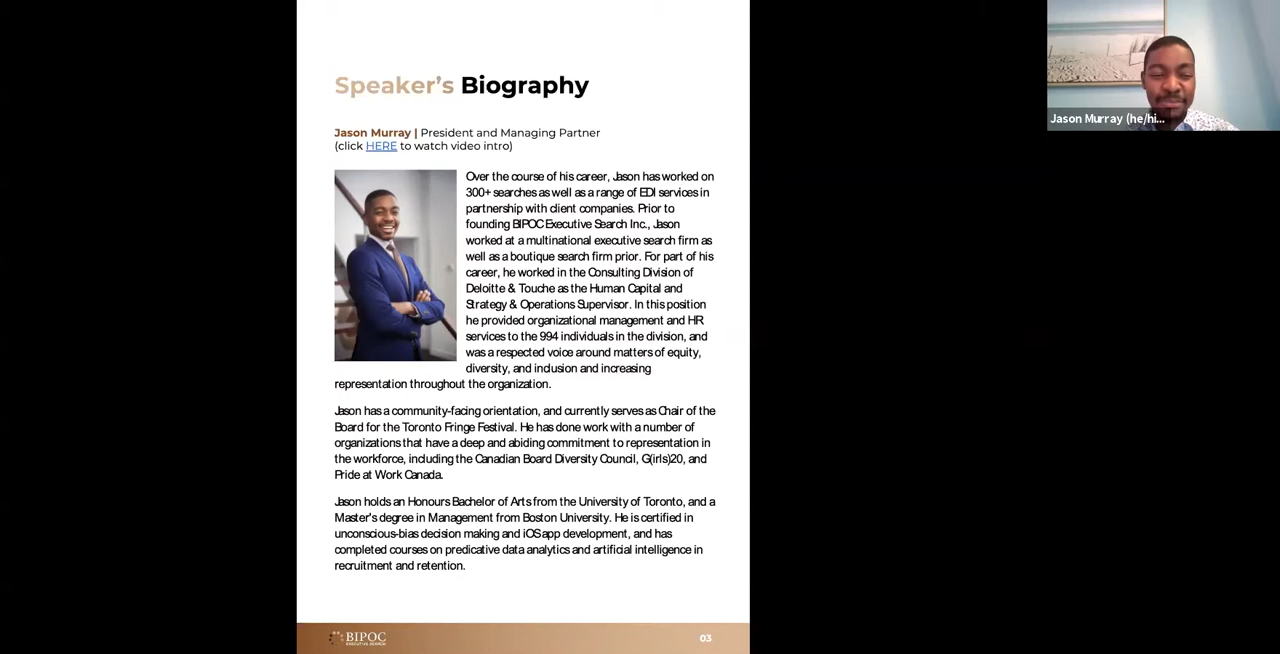 Speaker's Biography
Jason Murray | President and Managing Partner
(click HERE to watch video intro)
Over the course of his career, Jason has worked on
300+ searches as well as a range of EDI services in
partnership with client companies. Prior to
founding BIPOC Executive Search Inc., Jason
worked at a multinational executive search firm as
well as a boutique search firm prior. For part of his
career, he worked in the Consulting Division of
Deloitte & Touche as the Human Capital and
Strategy & Operations Supervisor. In this position
he provided organizational management and HR
services to the 994 individuals in the division, and
was a respected voice around matters of equity,
diversity, and inclusion and increasing
representation throughout the organization.
Jason has a community-facing orientation, and currently serves as Chair of the
Board for the Toronto Fringe Festival. He has done work with a number of
organizations that have a deep and abiding commitment to representation in
the workforce, including the Canadian Board Diversity Council, G(irls)20, and
Pride at Work Canada.
Jason holds an Honours Bachelor of Arts from the University of Toronto, and a
Master's degree in Management from Boston University. He is certified in
unconscious-bias decision making and iOS app development, and has
completed courses on predicative data analytics and artificial intelligence in
recruitment and retention.
BIPOC
EXECUTIVE SEARCH
03
Jason Murray (he/hi...